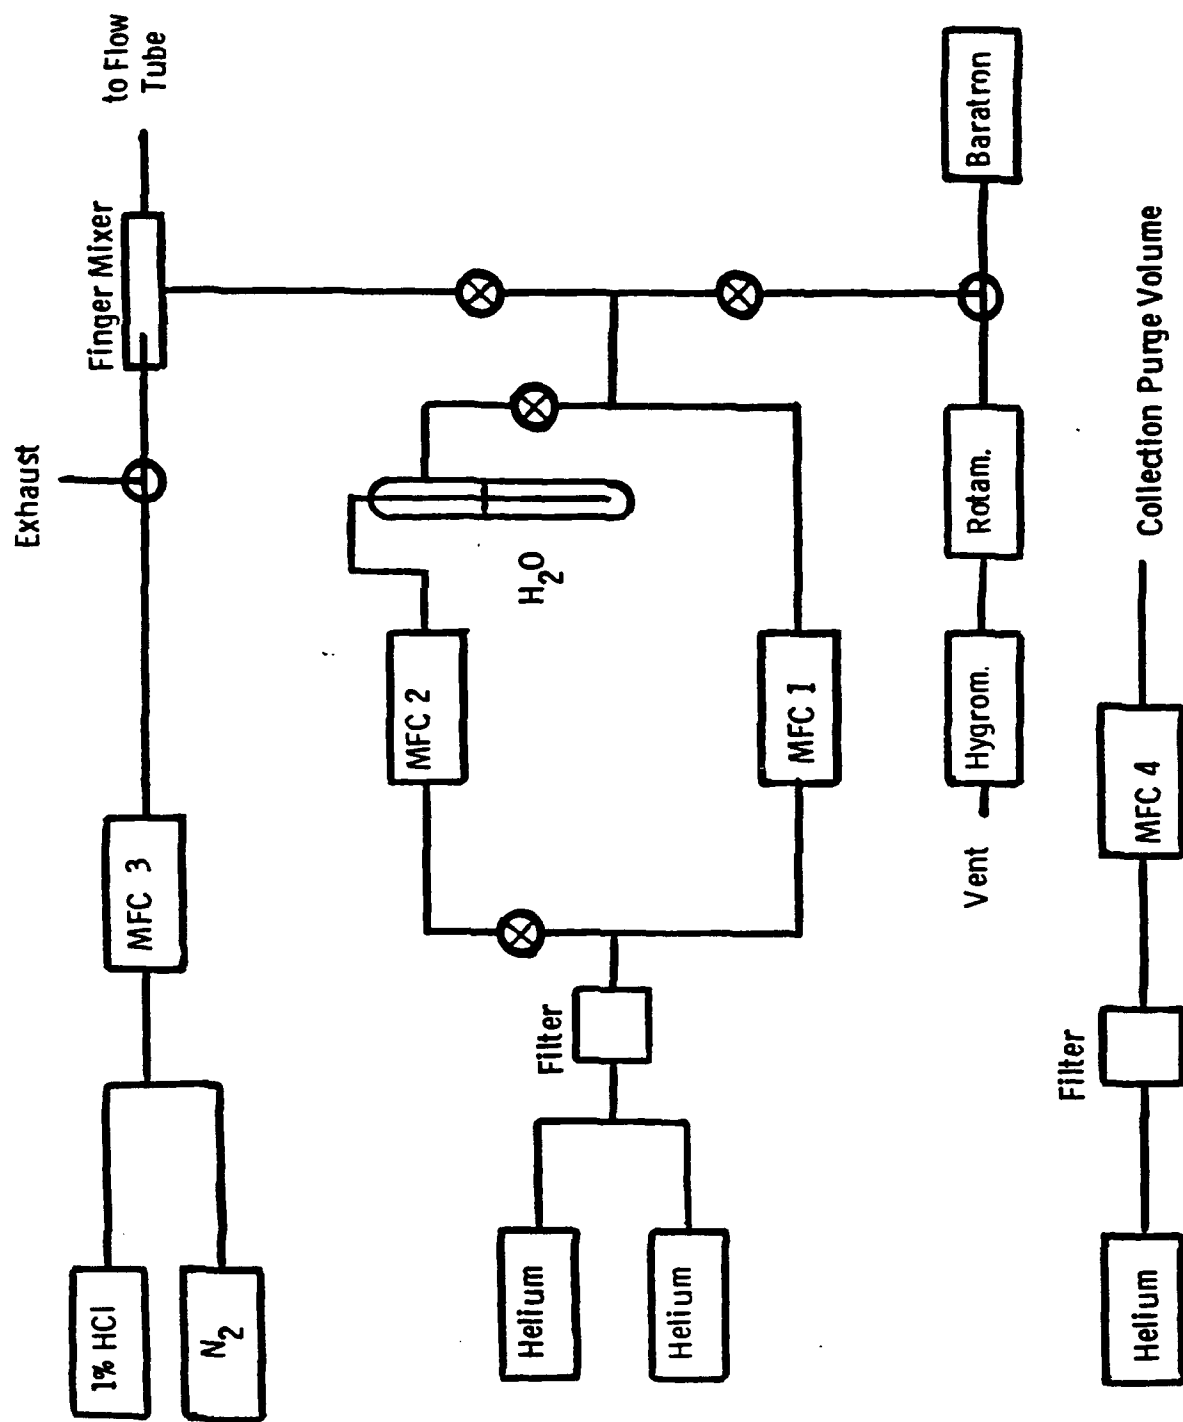 to Flow
Tube
Finger Mixer
Exhaust
MFC 3
1% HCl
N2
Baratron
H2O
MFC 2
MFC 1
Filter
Helium
Helium
Rotam.
Hygrom.
Vent
Collection Purge Volume
MFC 4
Filter
Helium